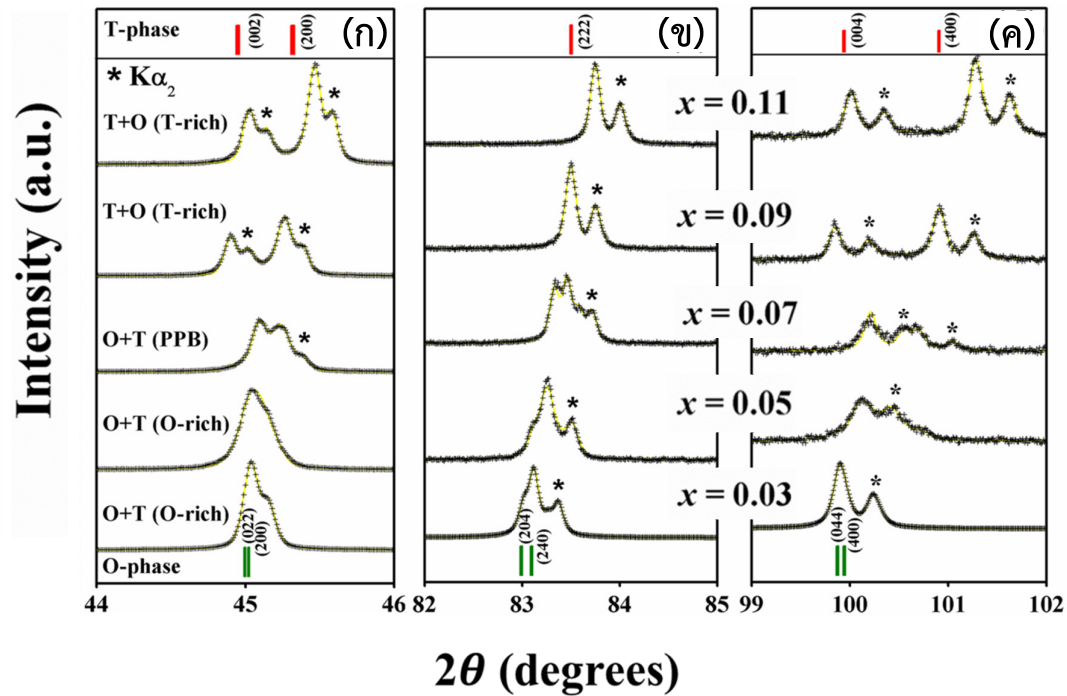 T-phase
(002)
(200)
(ก)
(222)
(ข)
(004)
(400)
(ค)
* Kα2
T+O (T-rich)
*
*
*
*
*
x = 0.11
T+O (T-rich)
*
*
*
*
*
x = 0.09
O+T (PPB)
*
*
*
*
x = 0.07
O+T (O-rich)
*
*
x = 0.05
O+T (O-rich)
*
*
x = 0.03
(022)
(200)
(204)
(240)
(044)
(400)
O-phase
44
45
46
82
83
84
85
99
100
101
102
Intensity (a.u.)
2θ (degrees)